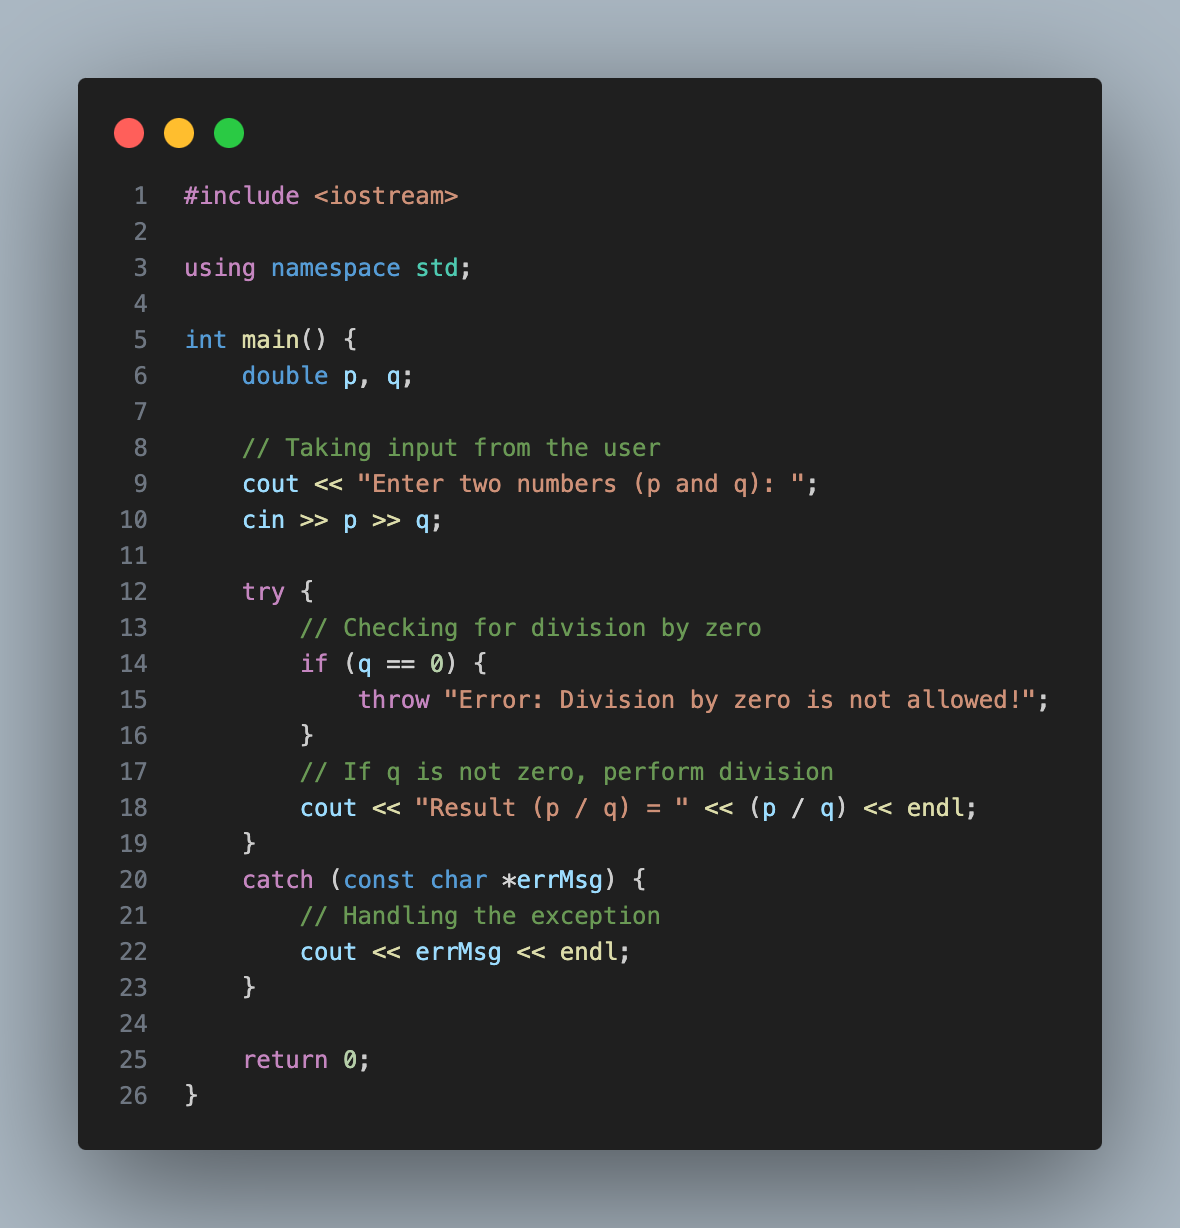 1 #include <iostream>
2
3 using namespace std;
4
5 int main() {
6     double p, q;
7
8     // Taking input from the user
9     cout << "Enter two numbers (p and q): ";
10     cin >> p >> q;
11
12     try {
13         // Checking for division by zero
14         if (q == 0) {
15             throw "Error: Division by zero is not allowed!";
16         }
17         // If q is not zero, perform division
18         cout << "Result (p / q) = " << (p / q) << endl;
19     }
20     catch (const char *errMsg) {
21         // Handling the exception
22         cout << errMsg << endl;
23     }
24
25     return 0;
26 }